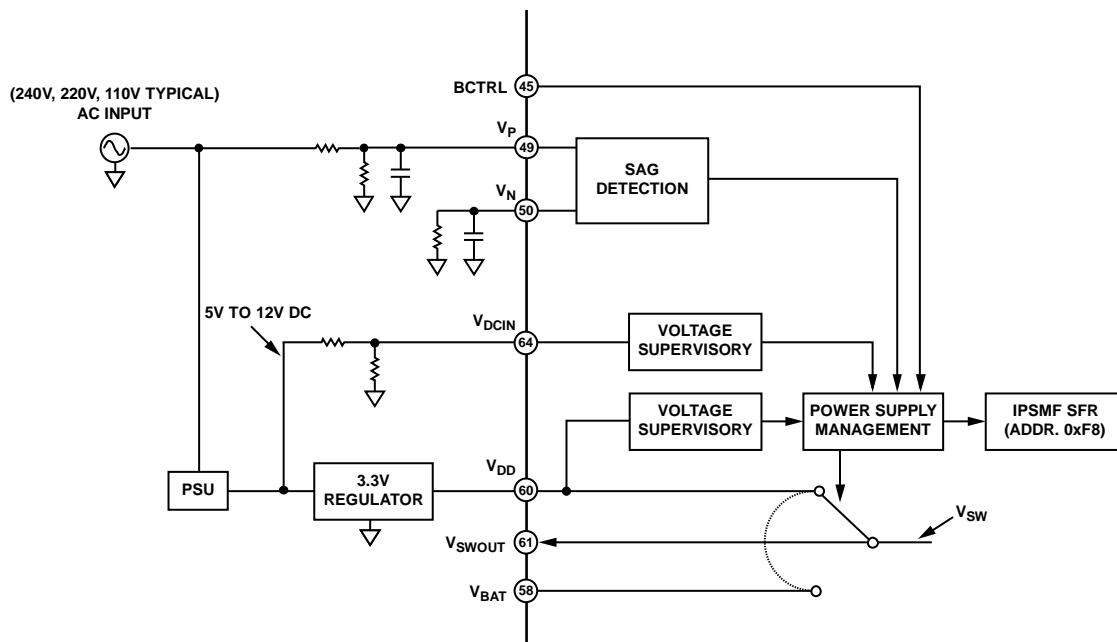 (240V, 220V, 110V TYPICAL)
AC INPUT
BCTRL
45
VP
49
SAG
DETECTION
VN
50
5V TO 12V DC
VDCIN
64
VOLTAGE
SUPERVISORY
VOLTAGE
SUPERVISORY
POWER SUPPLY
MANAGEMENT
IPSMF SFR
(ADDR. 0xF8)
PSU
3.3V
REGULATOR
VDD
60
VSWOUT
61
VSW
VBAT
58